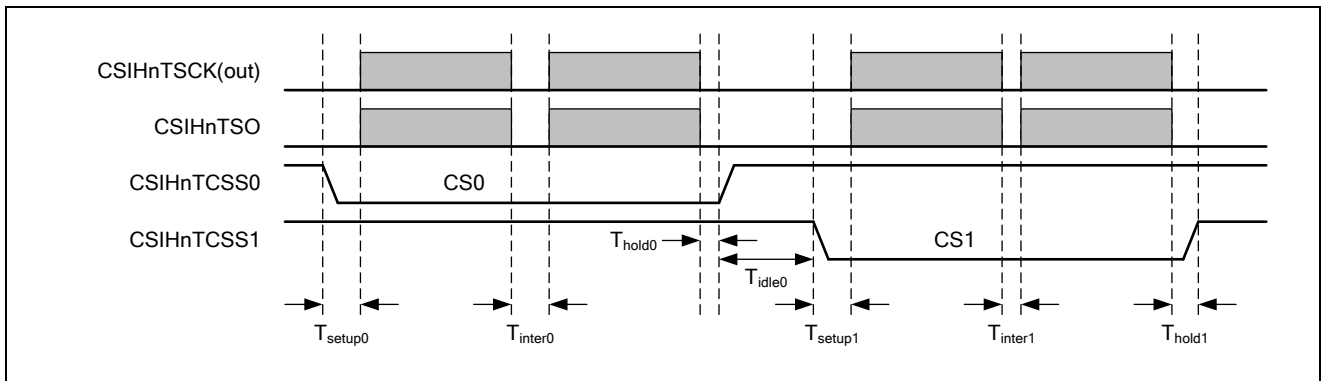 CSIHnTSCK(out)
CSIHnTSO
CSIHnTCSS0
CS0
CSIHnTCSS1
Thold0
CS1
Tidle0
Tsetup0
Tinter0
Tsetup1
Tinter1
Thold1